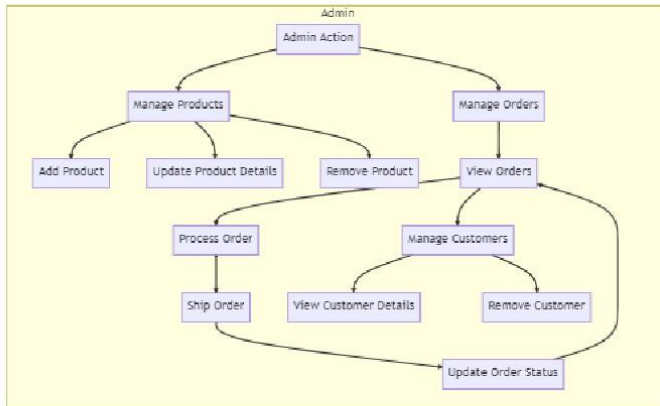 Admin
Admin Action
Manage Products
Manage Orders
Add Product
Update Product Details
Remove Product
View Orders
Process Order
Manage Customers
Ship Order
View Customer Details
Remove Customer
Update Order Status